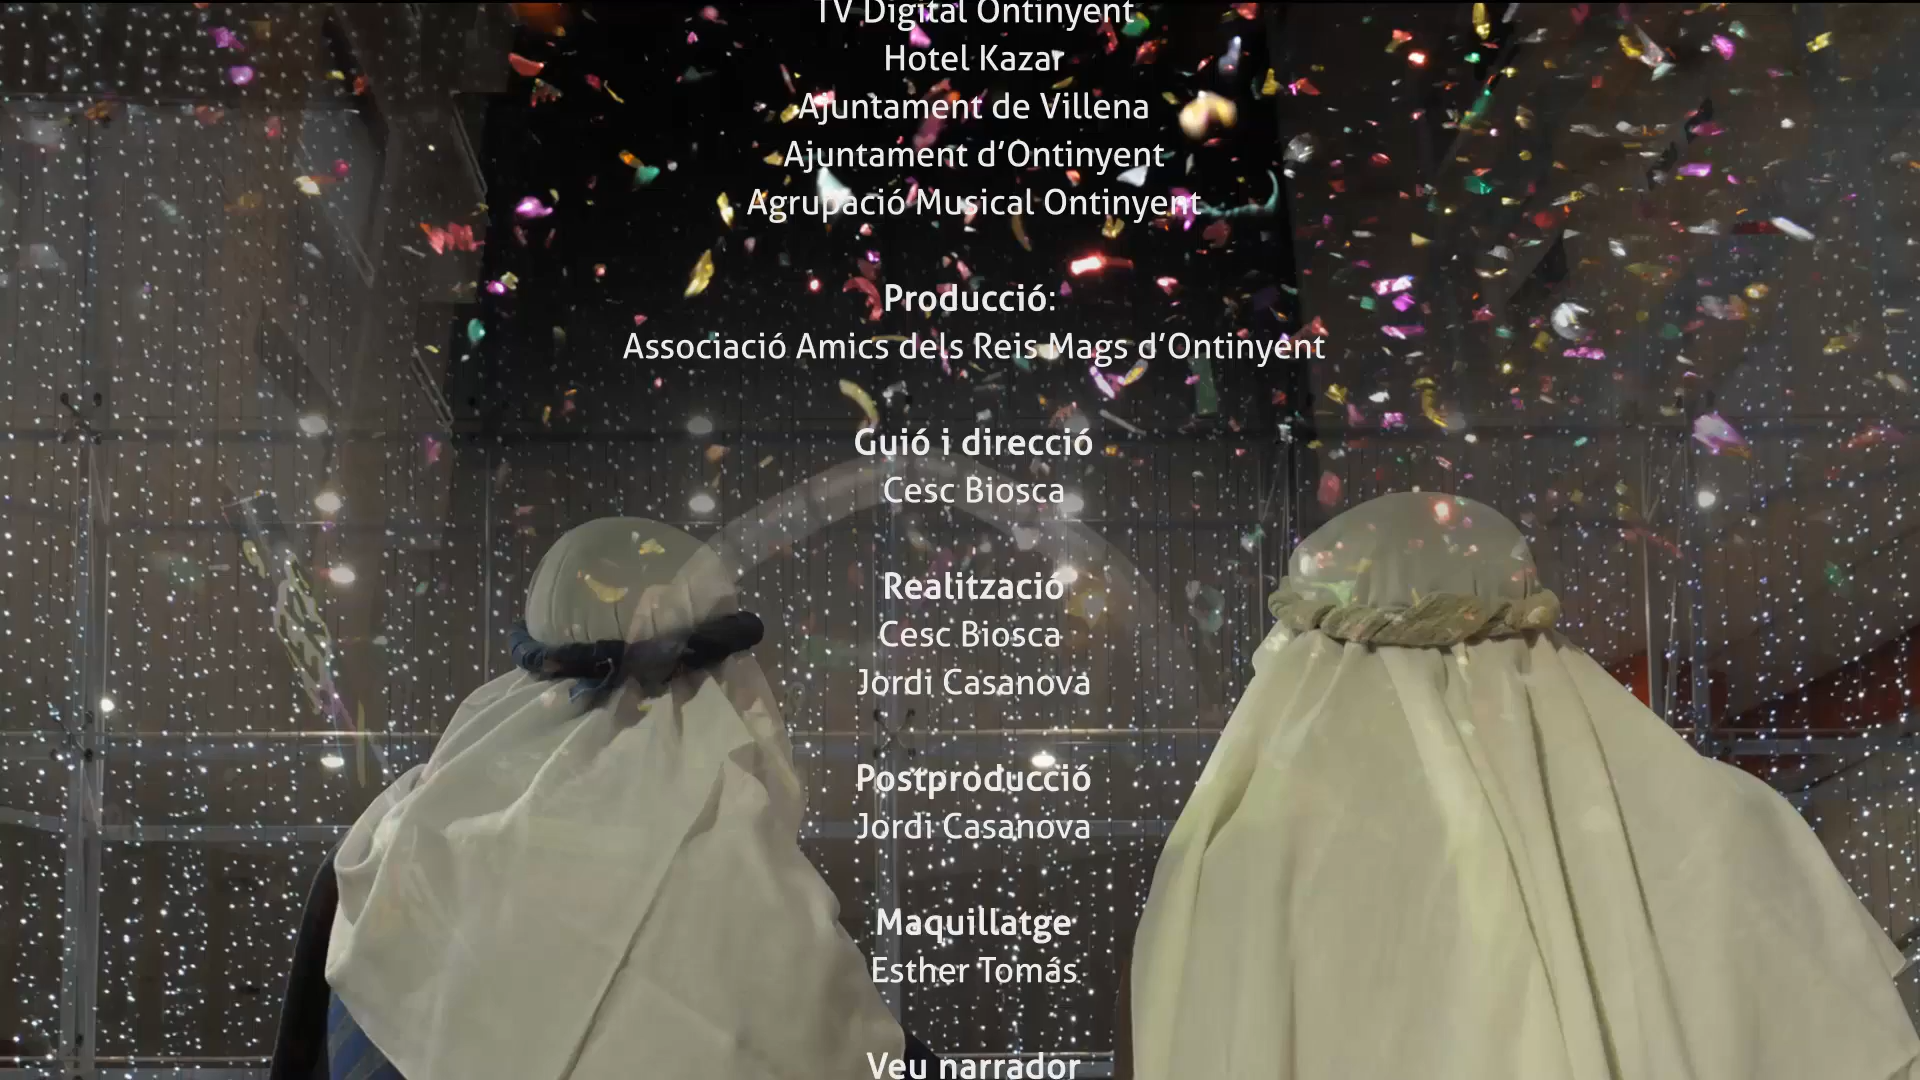 TV Digital Ontinyent
Hotel Kazar
Ajuntament de Villena
Ajuntament d’Ontinyent
Agrupació Musical Ontinyent
Producció:
Associació Amics dels Reis Mags d’Ontinyent
Guió i direcció
Cesc Biosca
Realització
Cesc Biosca
Jordi Casanova
Postproducció
Jordi Casanova
Maquillatge
Esther Tomás
Veu narrador